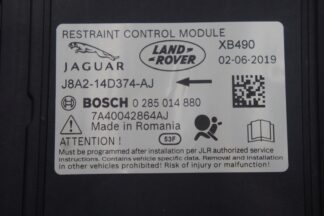 RESTRAINT CONTROL MODULE
JAGUAR
LAND-
ROVER
XB490
02-06-2019
J8A2-14D374-AJ
BOSCH 0 285 014 880
7A40042864AJ
Made in Romania
ATTENTION !
53F
Must be programmed after installation per JLR authorized service
instructions. Contains vehicle specific data. Removal and installation
in other vehicles prohibited! Risk of injury or malfunction!